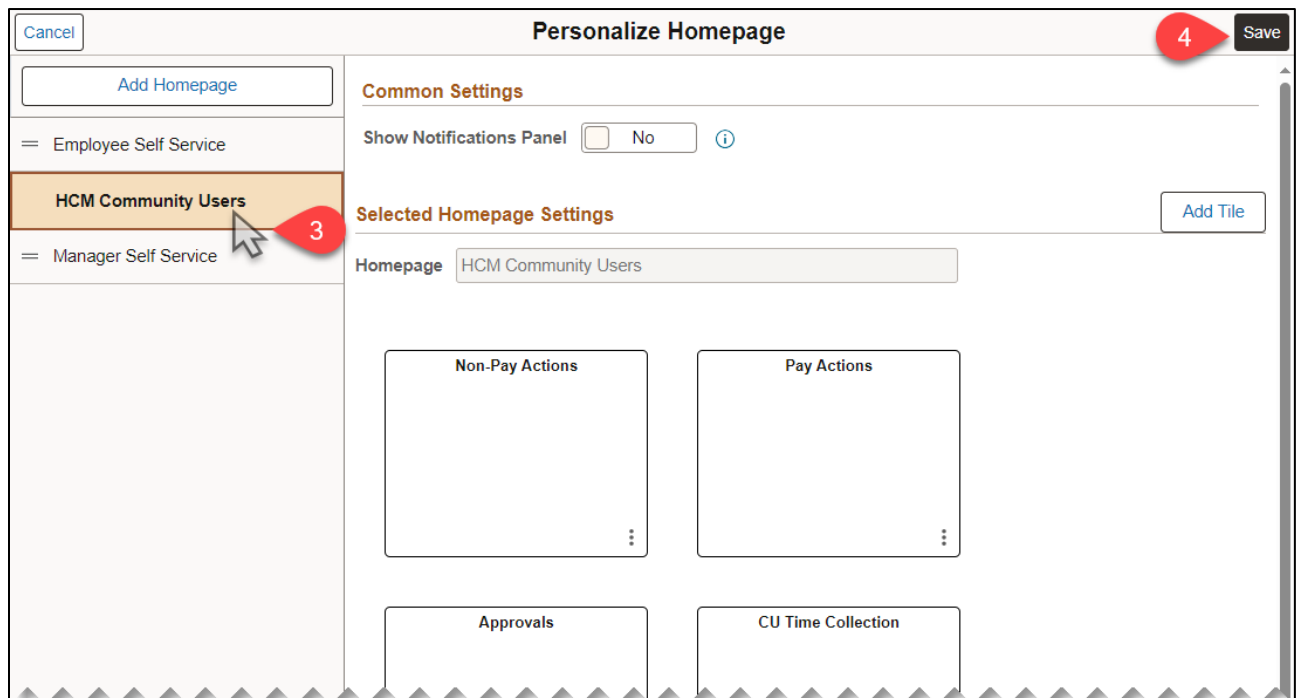 Cancel
Personalize Homepage
4
Save
Add Homepage
Employee Self Service
HCM Community Users
3
Manager Self Service
Common Settings
Show Notifications Panel No i
Selected Homepage Settings
Add Tile
Homepage HCM Community Users
Non-Pay Actions
Pay Actions
Approvals
CU Time Collection